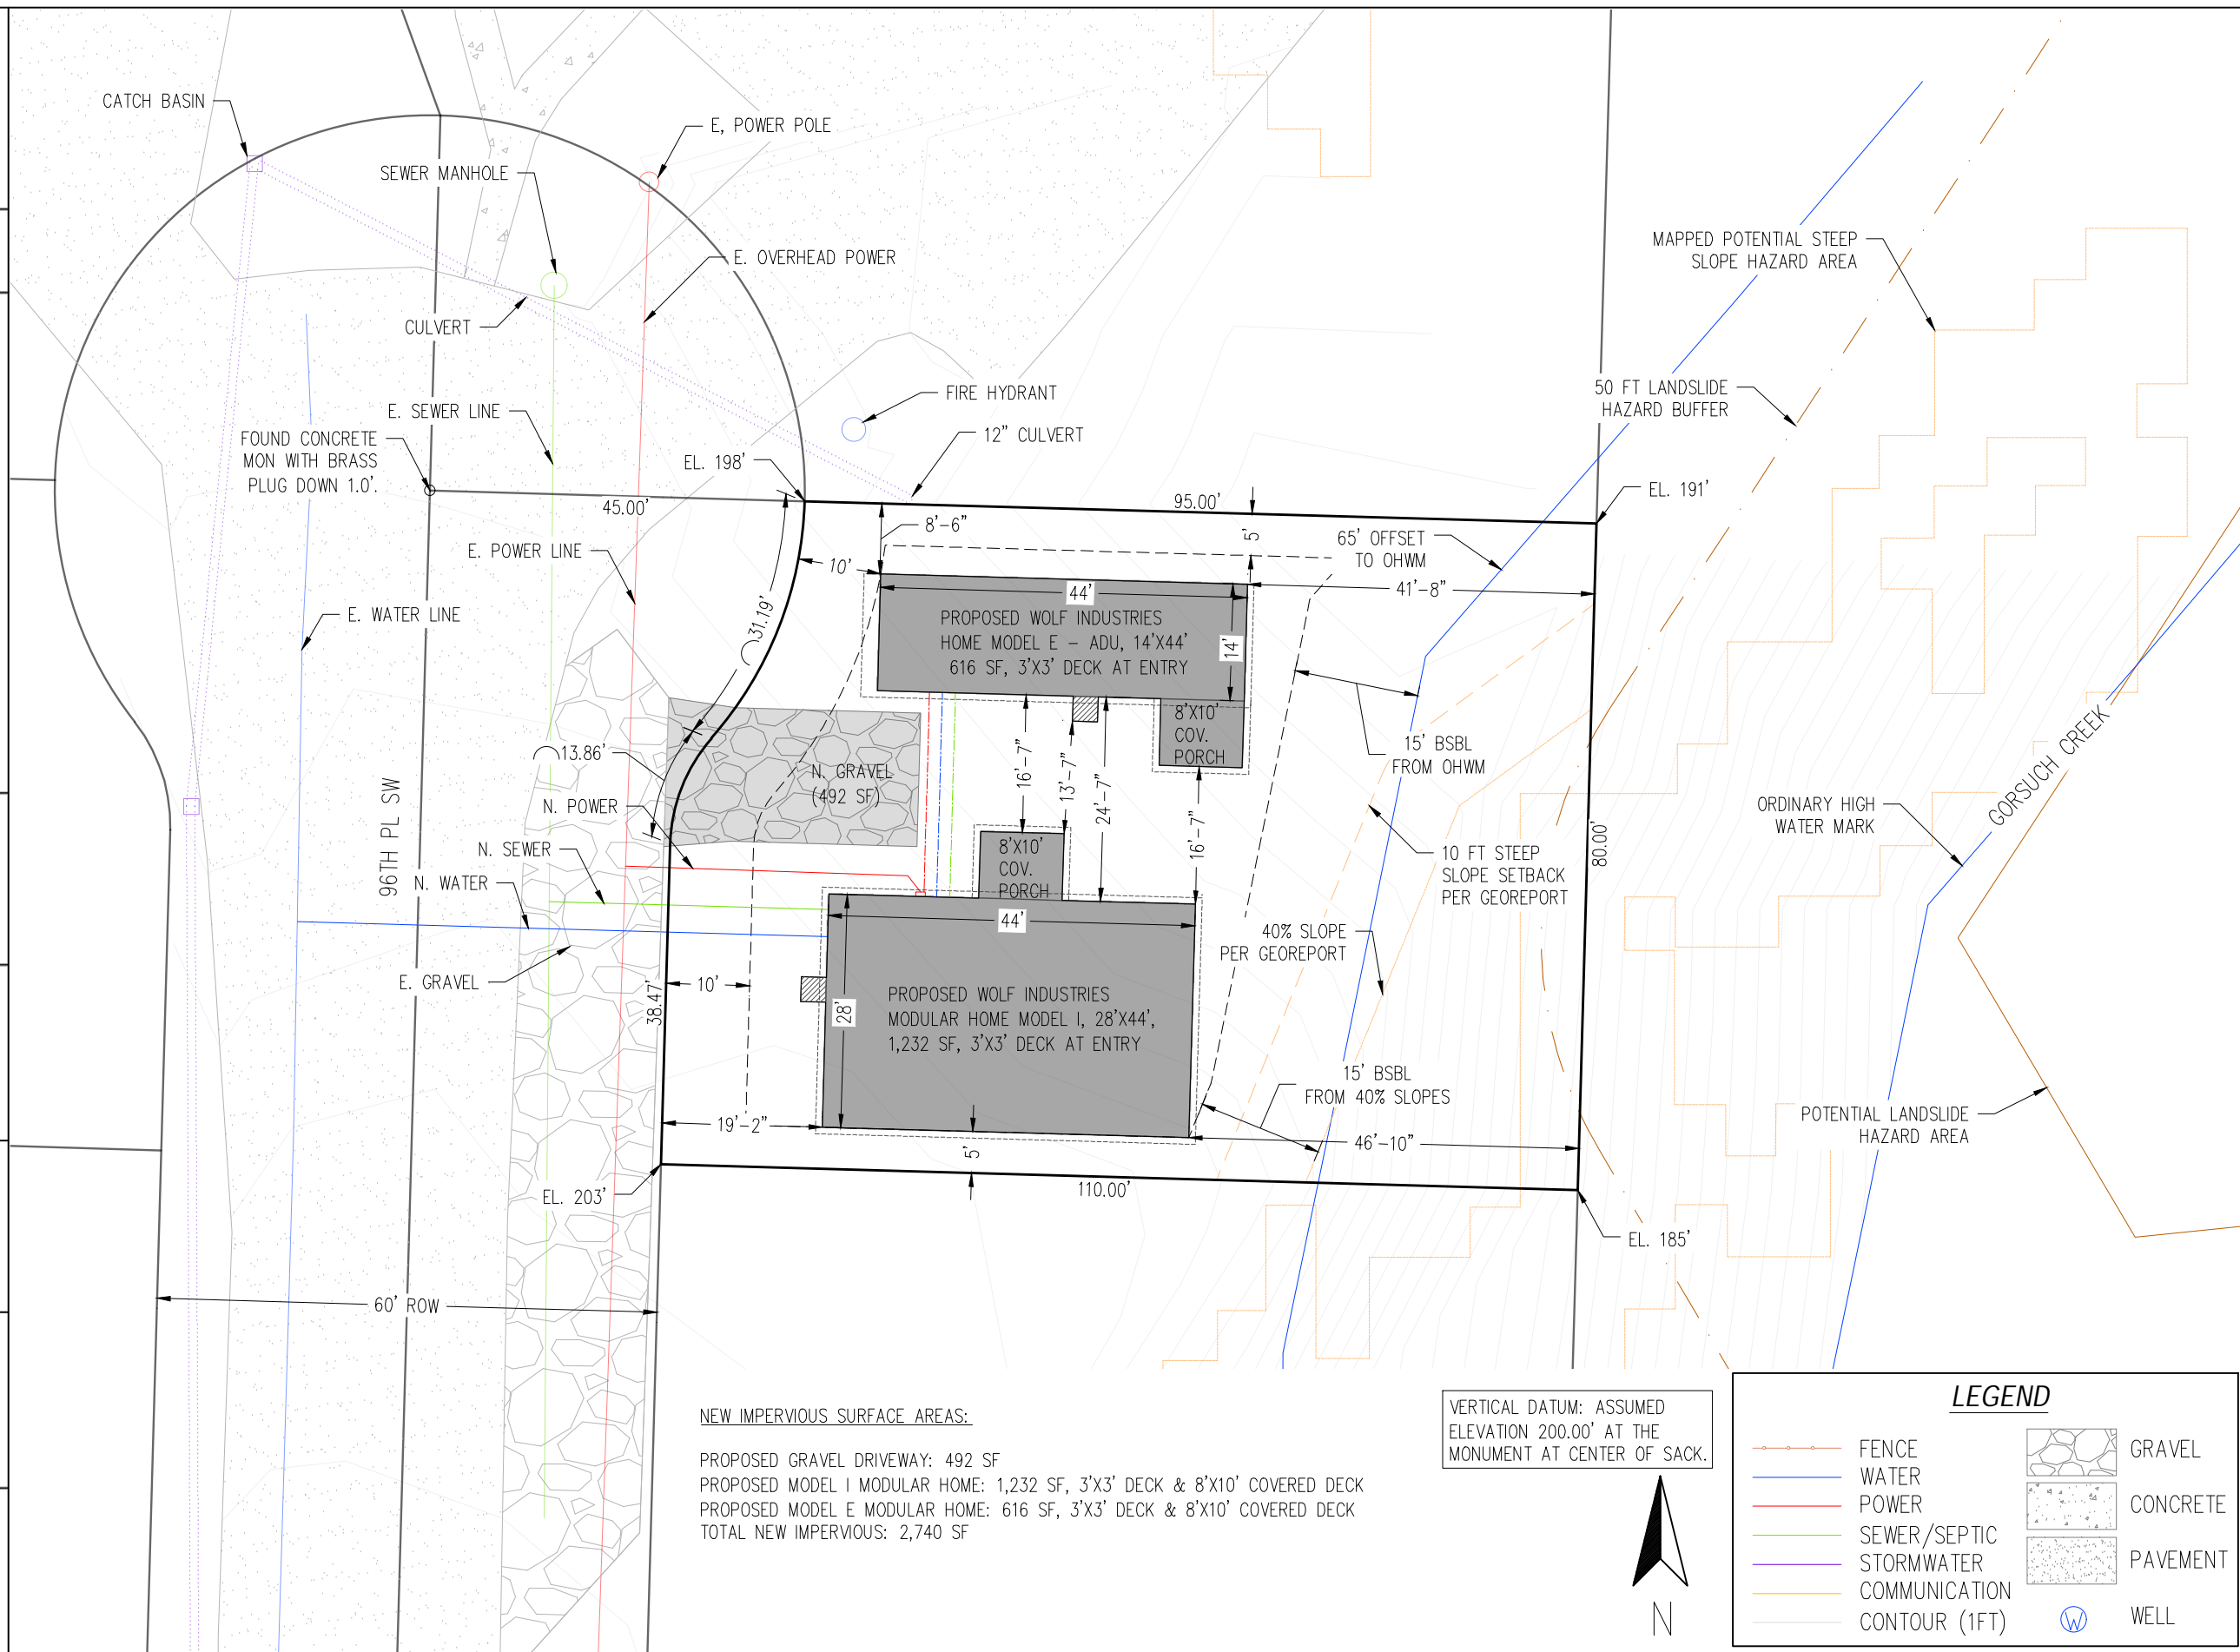 CATCH BASIN
E, POWER POLE
SEWER MANHOLE
E. OVERHEAD POWER
CULVERT
MAPPED POTENTIAL STEEP
SLOPE HAZARD AREA
50 FT LANDSLIDE
HAZARD BUFFER
FIRE HYDRANT
E. SEWER LINE
12" CULVERT
FOUND CONCRETE
MON WITH BRASS
PLUG DOWN 1.0'.
EL. 198'
45.00'
95.00'
EL. 191'
8'-6"
5'
65' OFFSET
TO OHWM
E. POWER LINE
10'
41'-8"
44'
31.19'
E. WATER LINE
PROPOSED WOLF INDUSTRIES
HOME MODEL E - ADU, 14'X44'
616 SF, 3'X3' DECK AT ENTRY
14'
8'X10'
COV.
PORCH
15' BSBL
FROM OHWM
GORSUCH CREEK
13.86'
N. GRAVEL
(492 SF)
16'-7"
13'-7"
24'-7"
16'-7"
N. POWER
96TH PL SW
ORDINARY HIGH
WATER MARK
80.00'
8'X10'
COV.
PORCH
N. SEWER
N. WATER
10 FT STEEP
SLOPE SETBACK
PER GEOREPORT
44'
40% SLOPE
PER GEOREPORT
E. GRAVEL
38.47'
10'
28'
PROPOSED WOLF INDUSTRIES
MODULAR HOME MODEL I, 28'X44',
1,232 SF, 3'X3' DECK AT ENTRY
15' BSBL
FROM 40% SLOPES
POTENTIAL LANDSLIDE
HAZARD AREA
19'-2"
5'
46'-10"
EL. 203'
110.00'
EL. 185'
60' ROW
NEW IMPERVIOUS SURFACE AREAS:
PROPOSED GRAVEL DRIVEWAY: 492 SF
PROPOSED MODEL I MODULAR HOME: 1,232 SF, 3'X3' DECK & 8'X10' COVERED DECK
PROPOSED MODEL E MODULAR HOME: 616 SF, 3'X3' DECK & 8'X10' COVERED DECK
TOTAL NEW IMPERVIOUS: 2,740 SF
VERTICAL DATUM: ASSUMED
ELEVATION 200.00' AT THE
MONUMENT AT CENTER OF SACK.
N
LEGEND
FENCE
WATER
POWER
SEWER/SEPTIC
STORMWATER
COMMUNICATION
CONTOUR (1FT)
GRAVEL
CONCRETE
PAVEMENT
W WELL